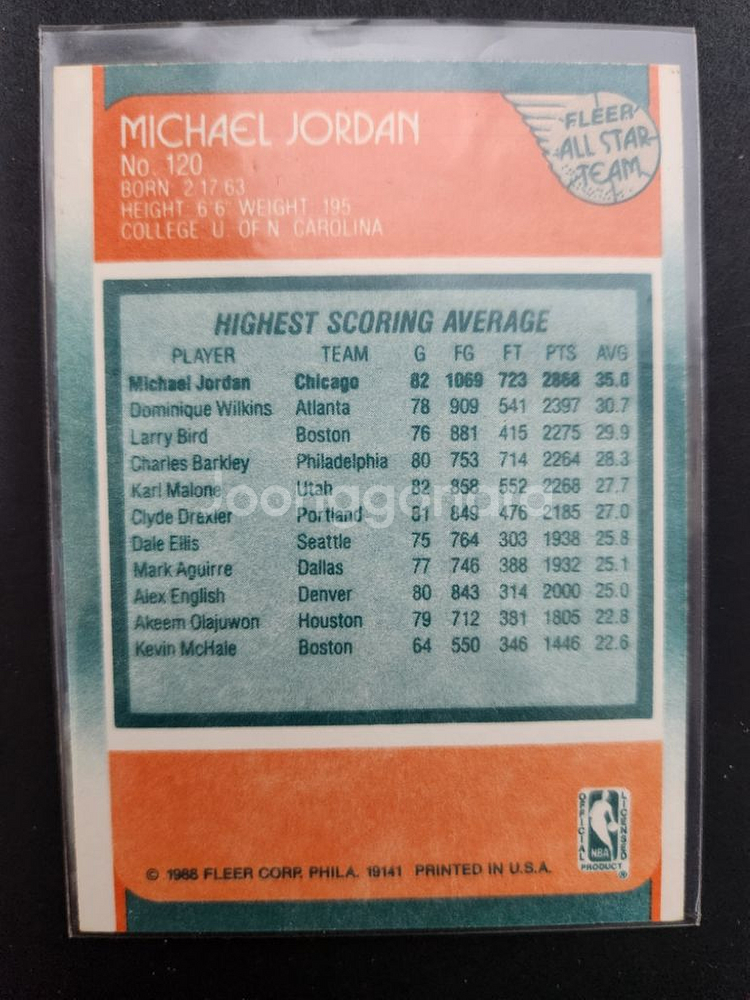 MICHAEL JORDAN
No. 120
BORN 2 17 63
HEIGHT 6'6" WEIGHT 195
COLLEGE U OF N CAROLINA
FLEER
ALL STAR
TEAM
HIGHEST SCORING AVERAGE
PLAYER TEAM G FG FT PTS AVG
Michael Jordan Chicago 82 1069 723 2868 35.0
Dominique Wilkins Atlanta 78 909 541 2397 30.7
Larry Bird Boston 76 881 415 2275 29.9
Charles Barkley Philadelphia 80 753 714 2264 28.3
Karl Malone Utah 82 858 552 2268 27.7
Clyde Drexler Portland 81 849 476 2185 27.0
Dale Ellis Seattle 75 764 303 1938 25.8
Mark Aguirre Dallas 77 746 388 1932 25.1
Alex English Denver 80 843 314 2000 25.0
Akeem Olajuwon Houston 79 712 381 1805 22.8
Kevin McHale Boston 64 550 346 1446 22.6
Joonggonara
OFFICIAL LICENSED
NBA
PRODUCT ®
© 1988 FLEER CORP. PHILA. 19141 PRINTED IN U.S.A.